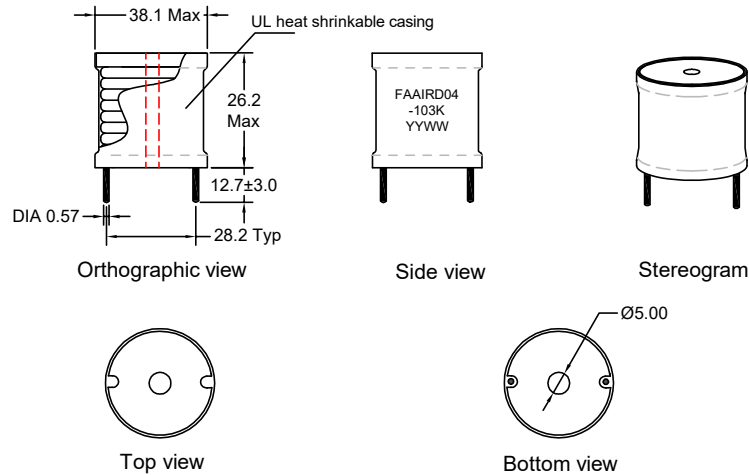 38.1 Max
UL heat shrinkable casing
26.2
Max
12.7±3.0
DIA 0.57
28.2 Typ
Orthographic view
FAAIRD04
-103K
YYWW
Side view
Stereogram
Top view
Ø5.00
Bottom view